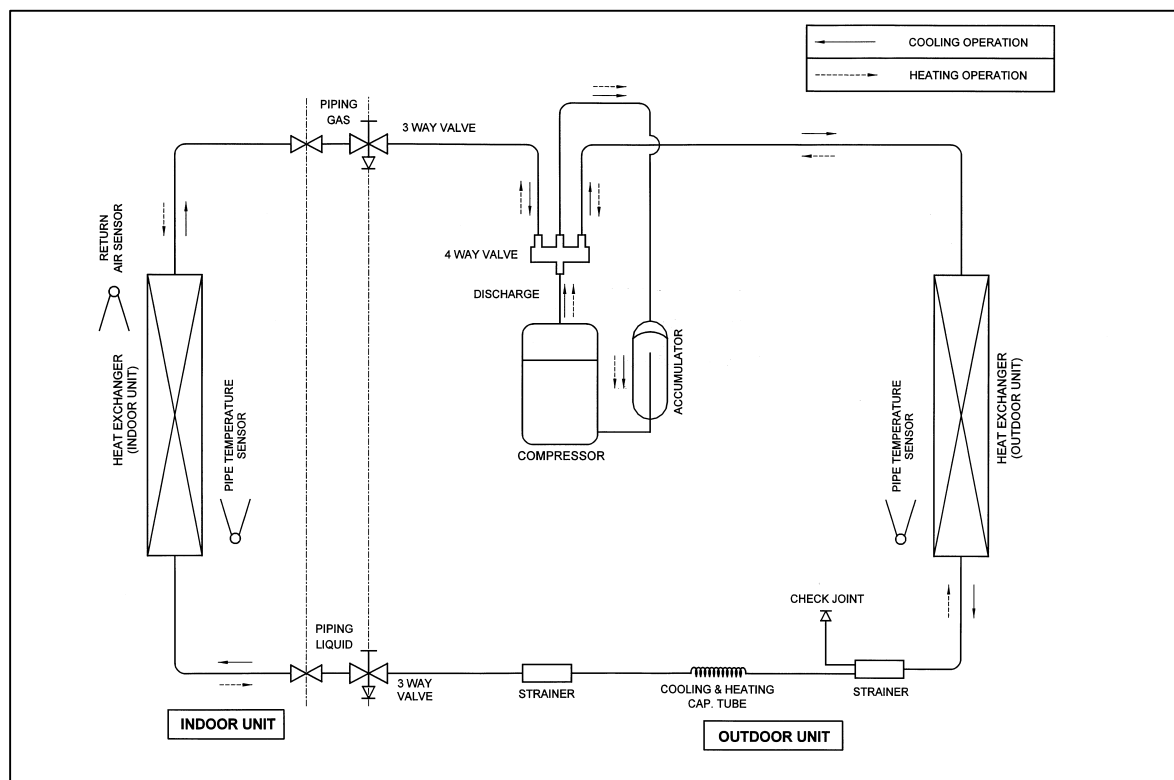 COOLING OPERATION
HEATING OPERATION
PIPING
GAS
3 WAY VALVE
RETURN
AIR SENSOR
4 WAY VALVE
DISCHARGE
HEAT EXCHANGER
(INDOOR UNIT)
PIPE TEMPERATURE
SENSOR
COMPRESSOR
ACCUMULATOR
PIPE TEMPERATURE
SENSOR
HEAT EXCHANGER
(OUTDOOR UNIT)
CHECK JOINT
PIPING
LIQUID
3 WAY
VALVE
STRAINER
COOLING & HEATING
CAP. TUBE
STRAINER
INDOOR UNIT
OUTDOOR UNIT